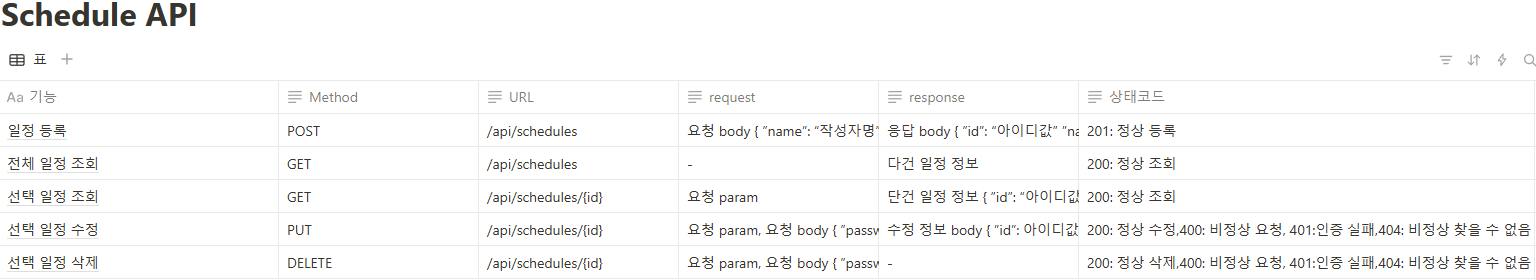 Schedule API
표
Aa 기능 Method URL request response 상태코드
일정 등록 POST /api/schedules 요청 body { ”name”: “작성자명” 응답 body { ”id”: “아이디값” ”na 201: 정상 등록
전체 일정 조회 GET /api/schedules - 다건 일정 정보 200: 정상 조회
선택 일정 조회 GET /api/schedules/{id} 요청 param 단건 일정 정보 { ”id”: “아이디값 200: 정상 조회
선택 일정 수정 PUT /api/schedules/{id} 요청 param, 요청 body { ”passw 수정 정보 body { ”id”: 아이디값 200: 정상 수정,400: 비정상 요청, 401:인증 실패,404: 비정상 찾을 수 없음
선택 일정 삭제 DELETE /api/schedules/{id} 요청 param, 요청 body { ”passw - 200: 정상 삭제,400: 비정상 요청, 401:인증 실패,404: 비정상 찾을 수 없음